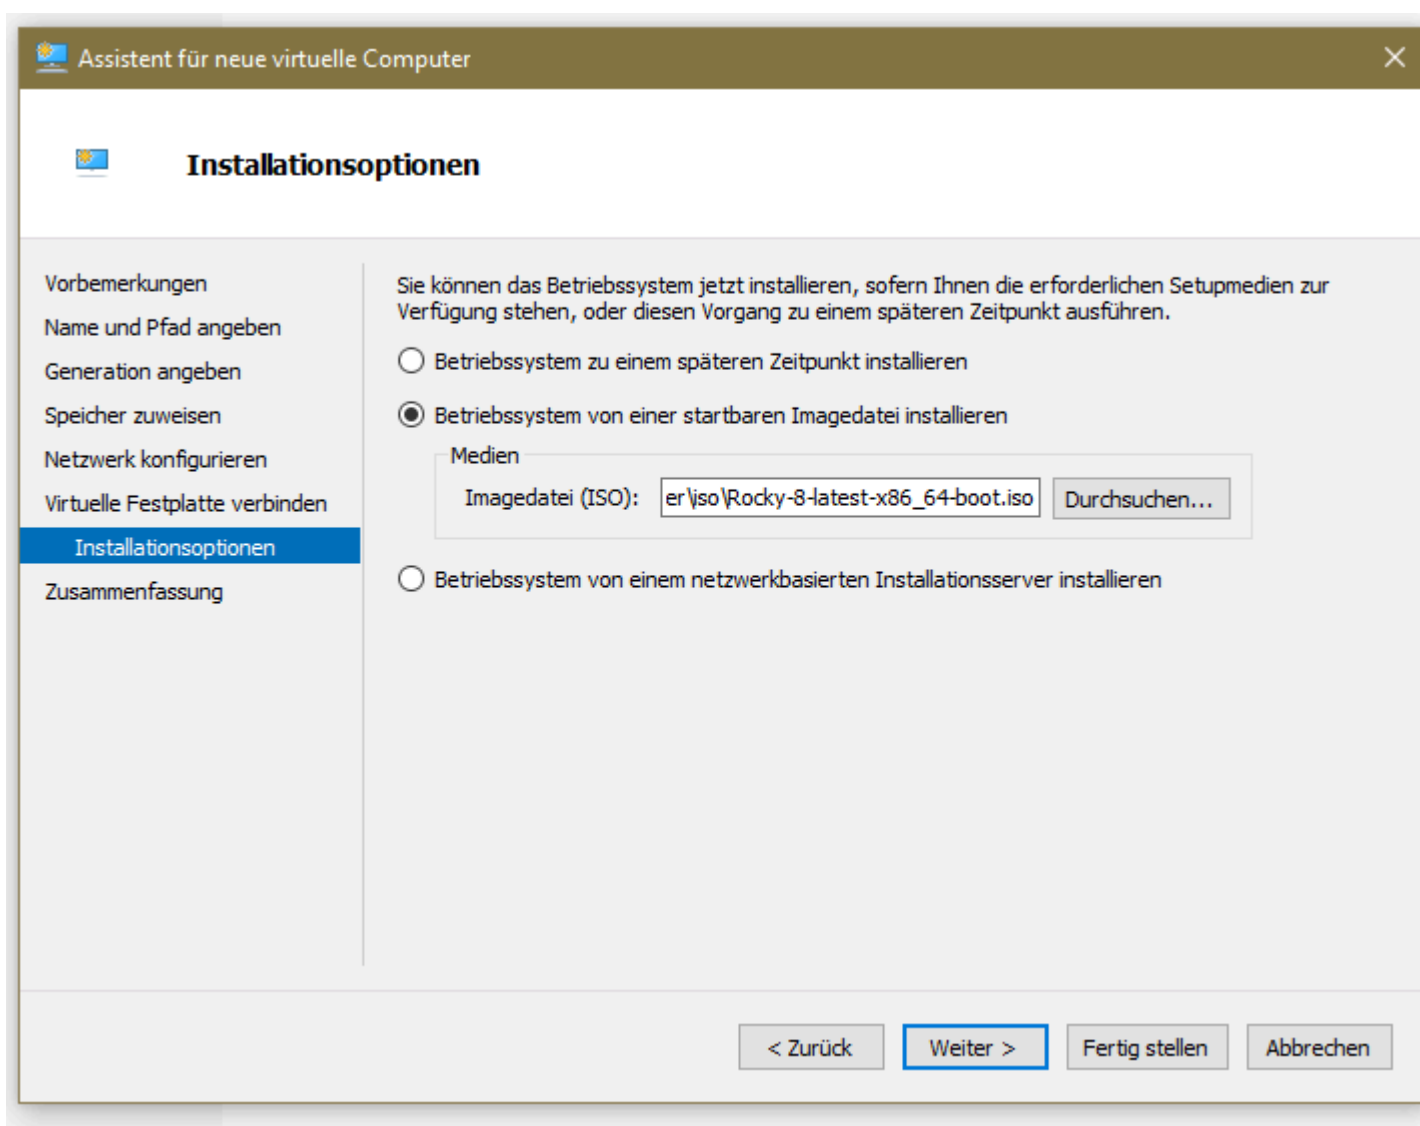 Assistent für neue virtuelle Computer
Installationsoptionen
Vorbemerkungen
Name und Pfad angeben
Generation angeben
Speicher zuweisen
Netzwerk konfigurieren
Virtuelle Festplatte verbinden
Installationsoptionen
Zusammenfassung
Sie können das Betriebssystem jetzt installieren, sofern Ihnen die erforderlichen Setupmedien zur
Verfügung stehen, oder diesen Vorgang zu einem späteren Zeitpunkt ausführen.
Betriebssystem zu einem späteren Zeitpunkt installieren
Betriebssystem von einer startbaren Imagedatei installieren
Medien
Imagedatei (ISO): er\iso\Rocky-8-latest-x86_64-boot.iso Durchsuchen...
Betriebssystem von einem netzwerkbasierten Installationsserver installieren
< Zurück Weiter > Fertig stellen Abbrechen